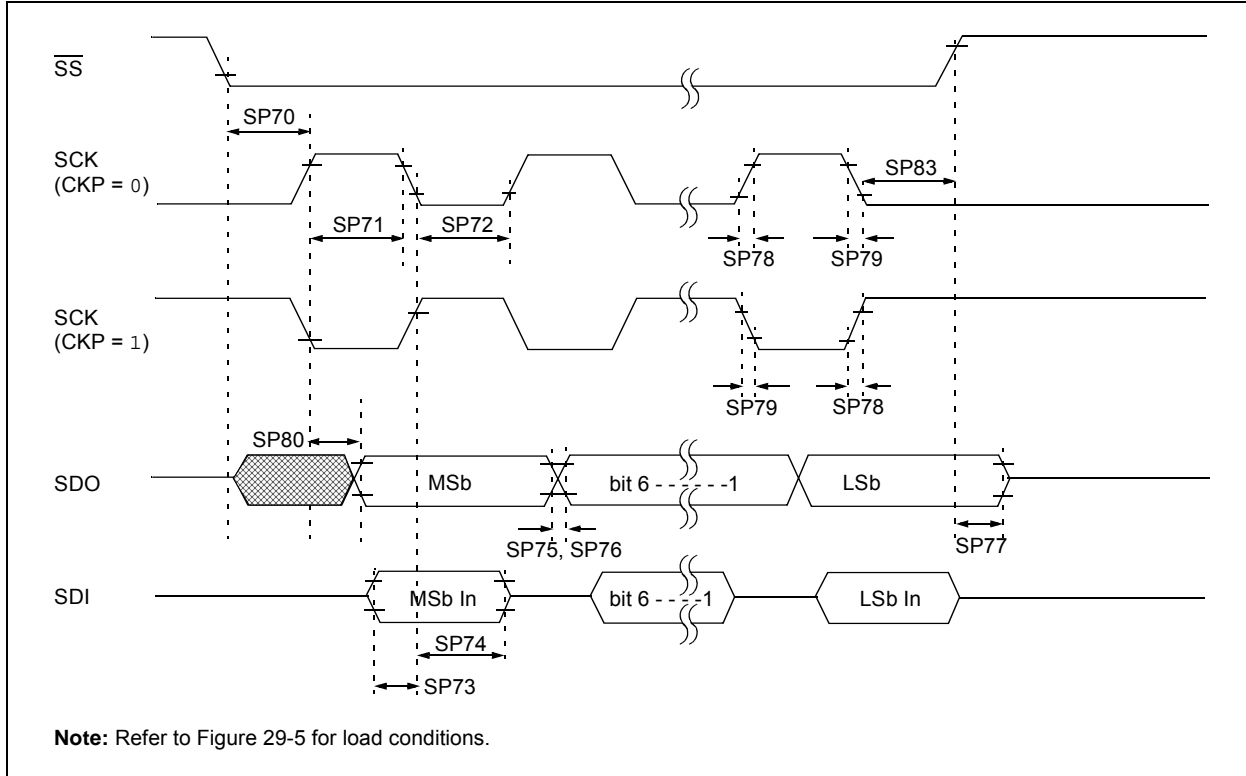 SS
SP70
SCK
(CKP = 0)
SP83
SP71
SP72
SP78
SP79
SCK
(CKP = 1)
SP79
SP78
SP80
SDO
MSb
bit 6 - - - - - -1
LSb
SP75, SP76
SP77
SDI
MSb In
bit 6 - - - -1
LSb In
SP74
SP73
Note: Refer to Figure 29-5 for load conditions.